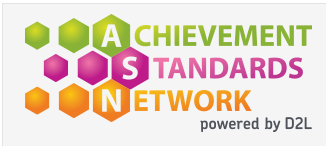 ACHIEVEMENT
STANDARDS
NETWORK
powered by D2L